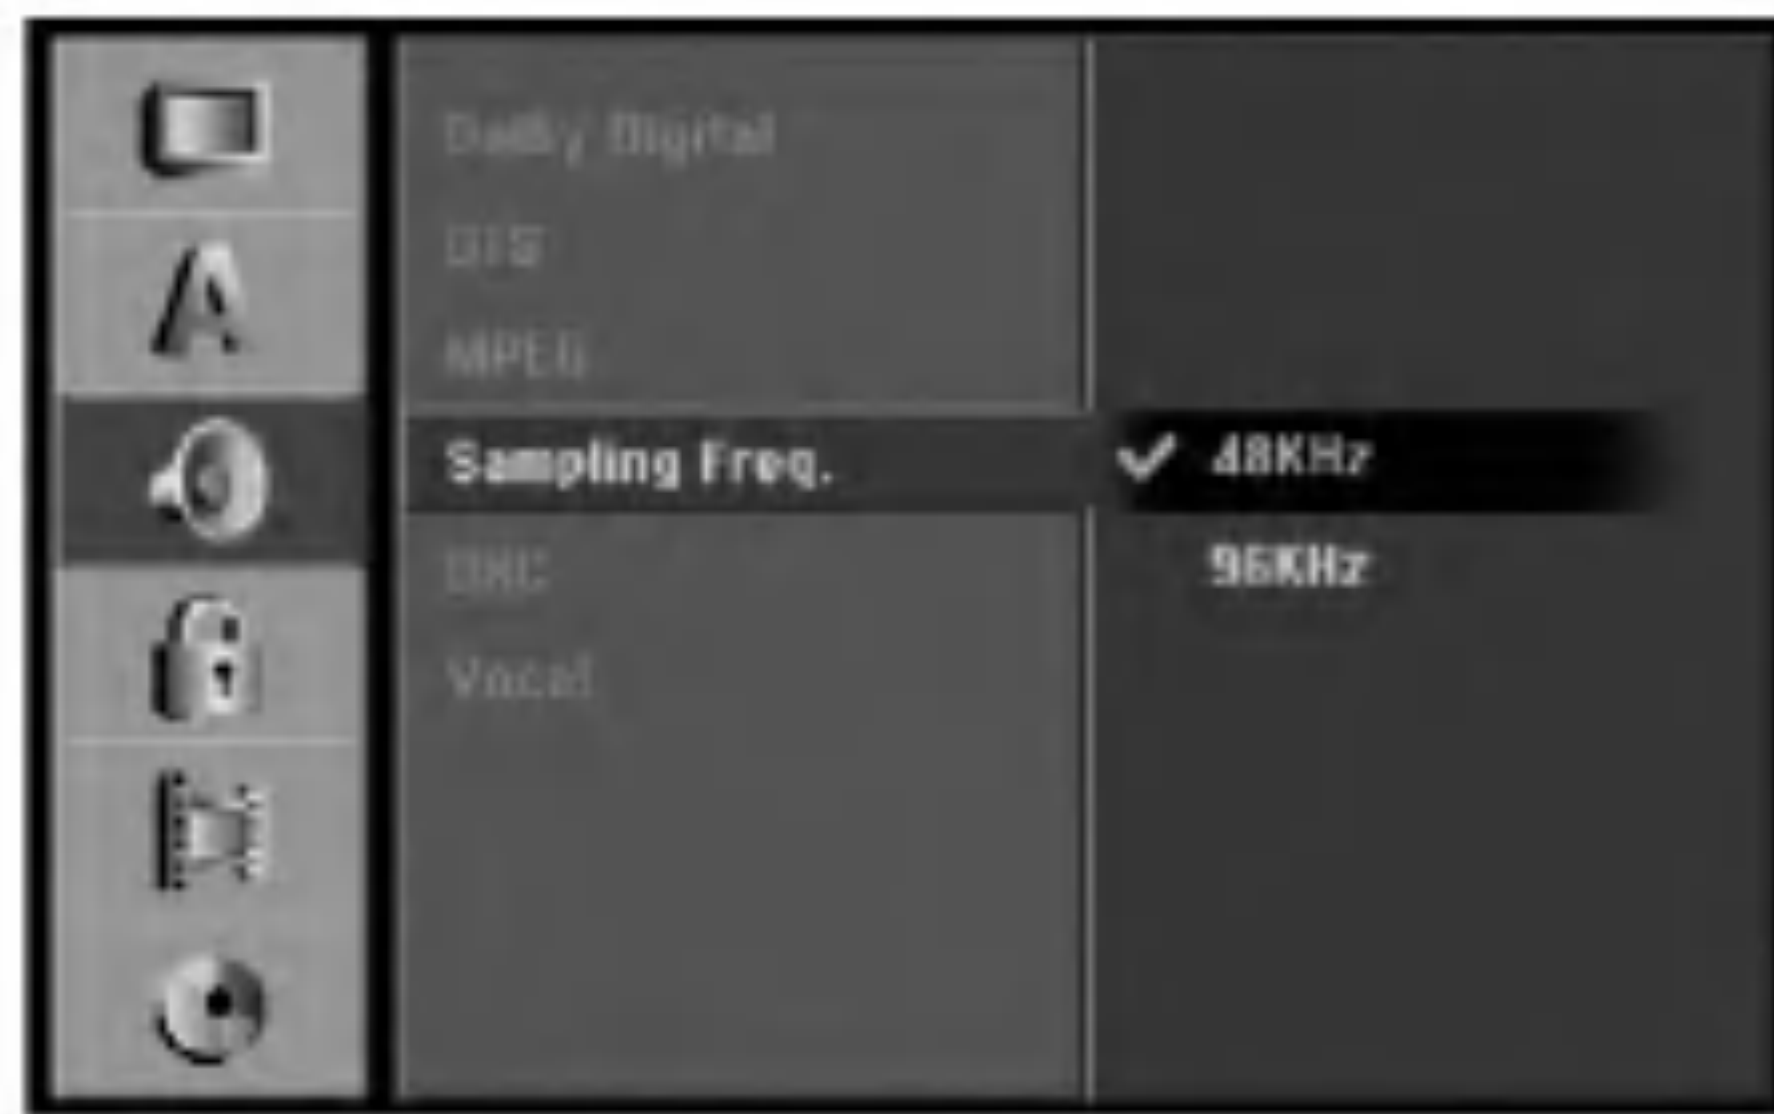 Dolby Digital
DTS
MPEG
Sampling Freq.
48KHz
96KHz
DRC
Vocal